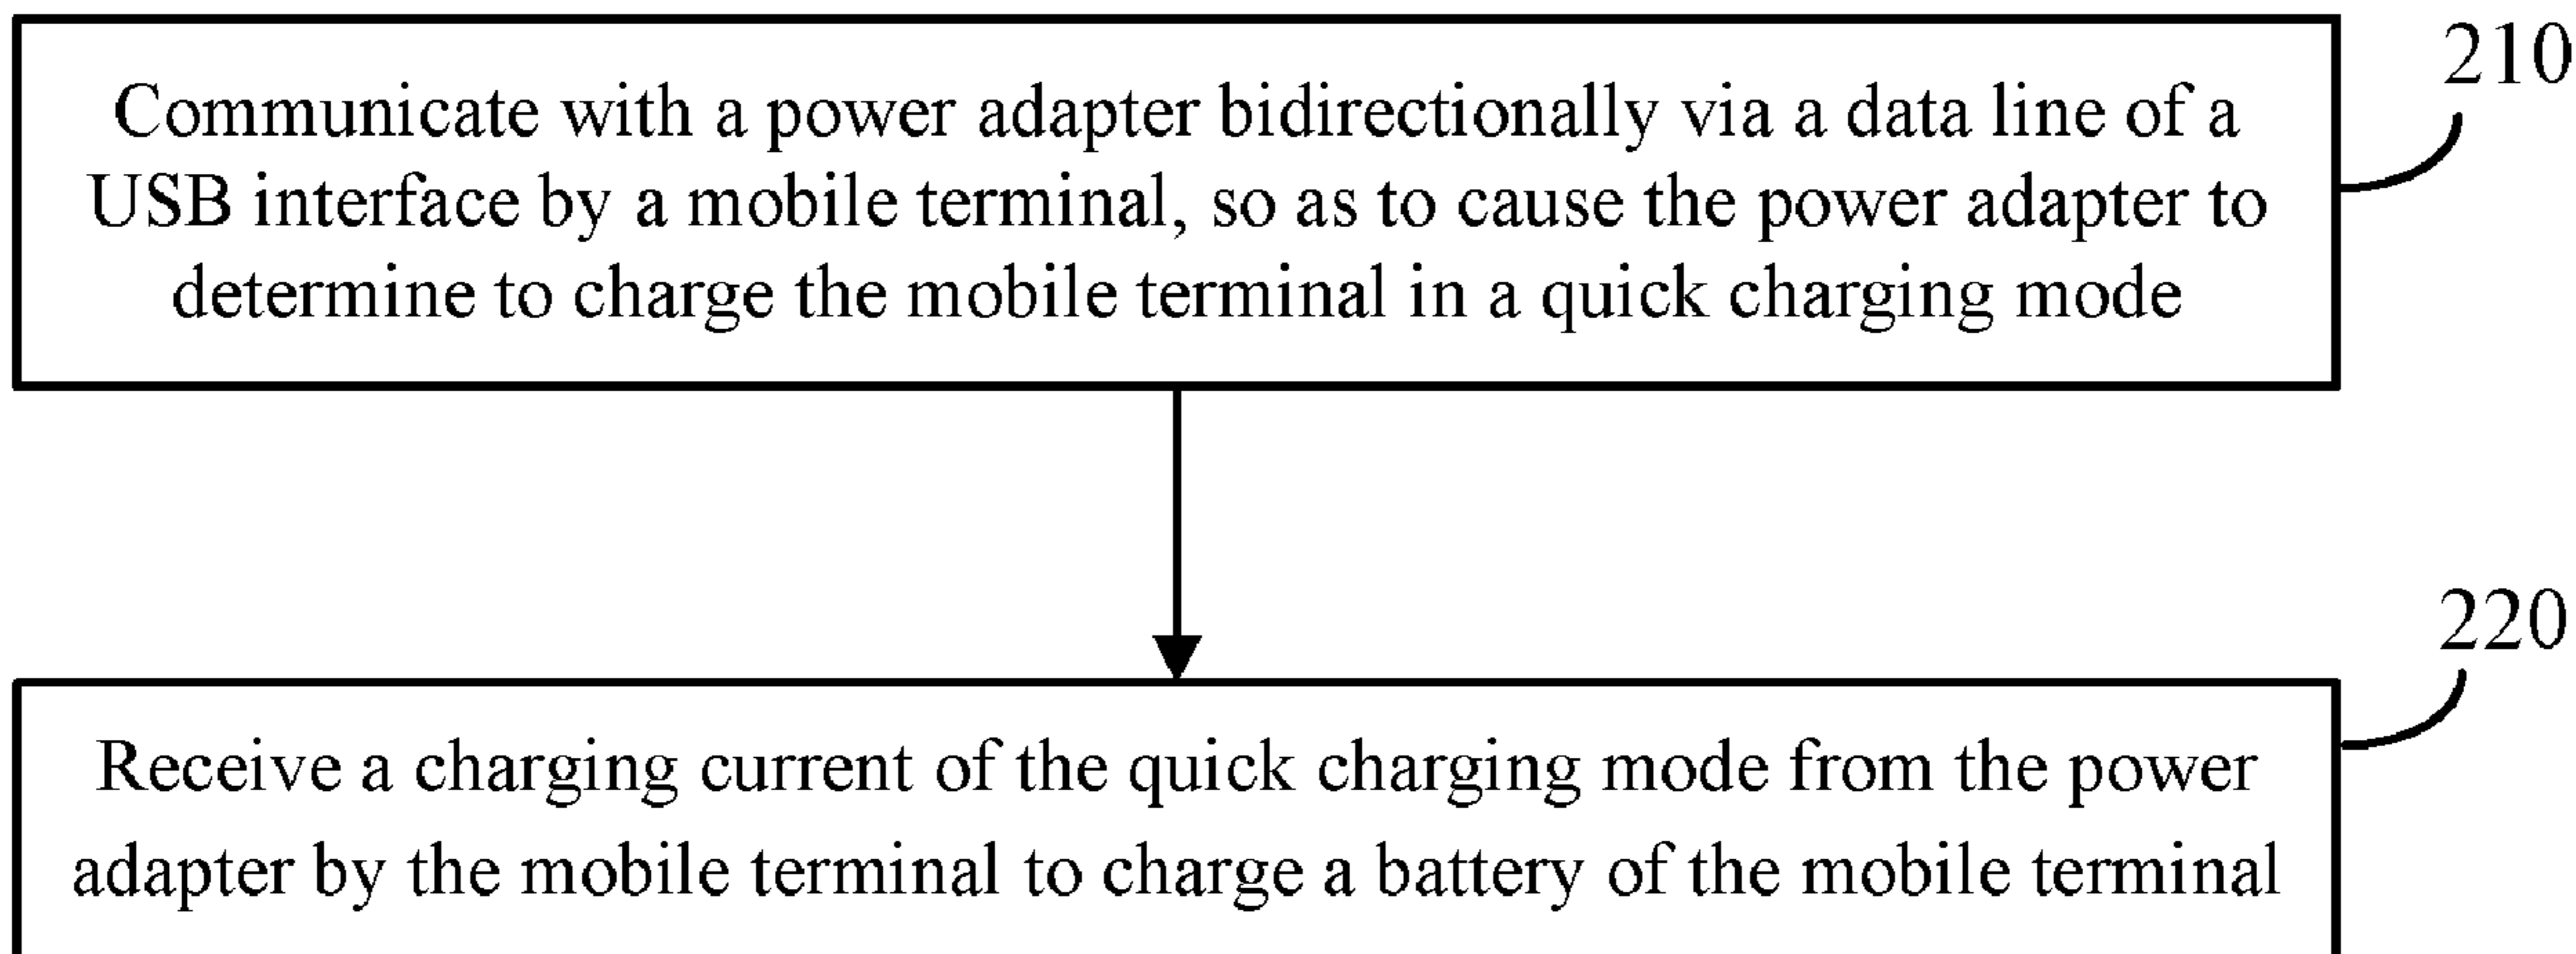 210
Communicate with a power adapter bidirectionally via a data line of a
USB interface by a mobile terminal, so as to cause the power adapter to
determine to charge the mobile terminal in a quick charging mode
220
Receive a charging current of the quick charging mode from the power
adapter by the mobile terminal to charge a battery of the mobile terminal